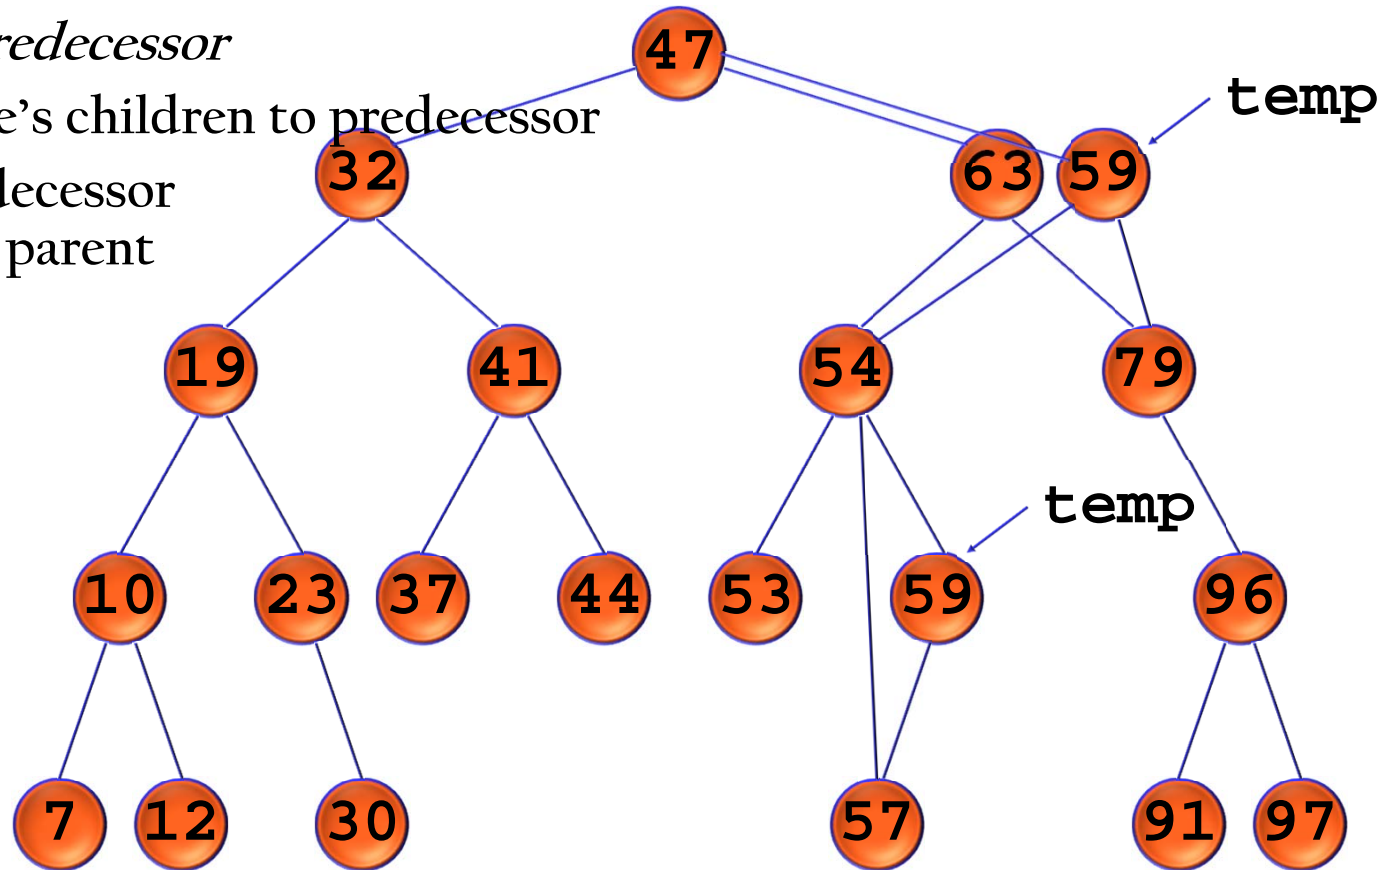 redecessor
47
e's children to predecessor
temp
32 63 59
decessor
parent
19 41 54 79
temp
10 23 37 44 53 59 96
7 12 30 57 91 97